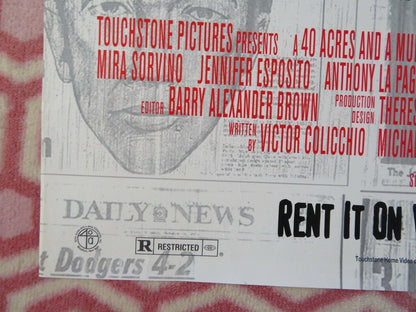 TOUCHSTONE PICTURES PRESENTS A 40 ACRES AND A MU
MIRA SORVINO JENNIFER ESPOSITO ANTHONY LA PAG
EDITOR BARRY ALEXANDER BROWN PRODUCTION DESIGN THERES
WRITTEN BY VICTOR COLICCHIO MICHA
DAILY NEWS
RENT IT ON
R RESTRICTED
Touchstone Home Video
t Dodgers 4-2